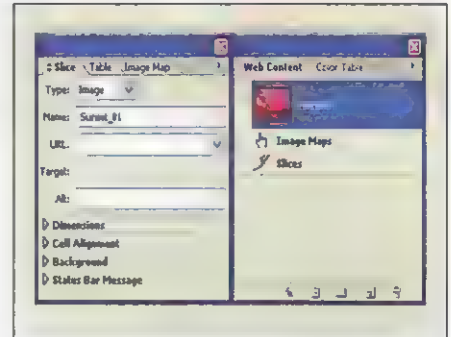 Slice Table Image Map
Type: Image
Name: Sunset_01
URL:
Target:
Alt:
Dimensions
Cell Alignment
Background
Status Bar Message
Web Content Color Table
Image Maps
Slices